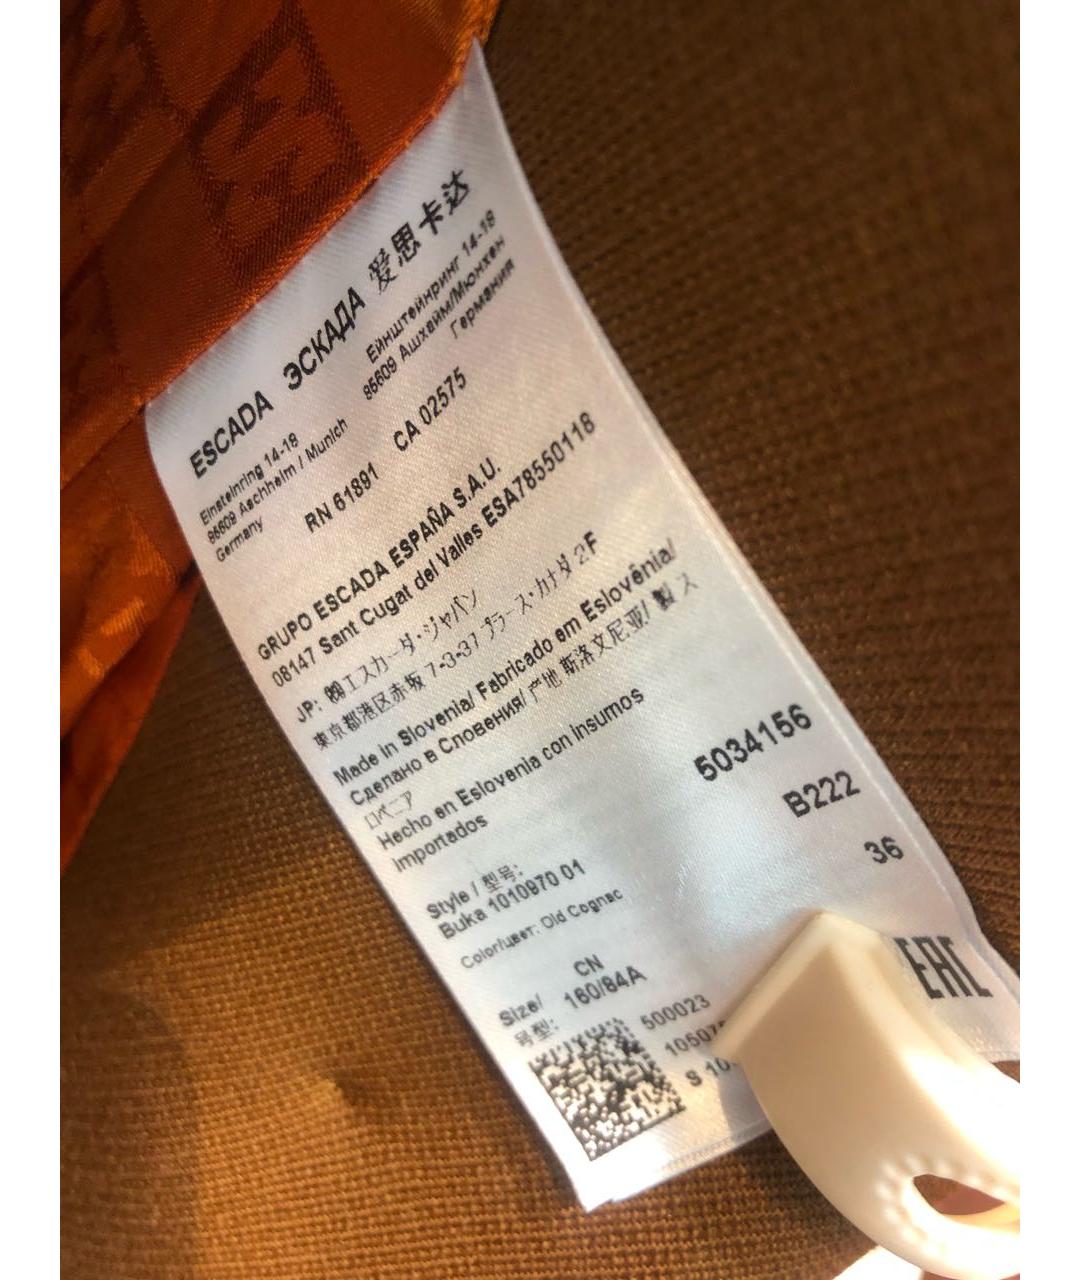 ESCADA ЭСКАДА 爱思卡达
Einsteinring 14-18
85609 Aschheim / Munich
Germany
Ейнштейнринг 14-18
85609 Ашхайм/Мюнхен
Германия
RN 61891 CA 02575
GRUPO ESCADA ESPAÑA S.A.U.
08147 Sant Cugat del Valles ESA78550118
JP: ㈱エスカーダ・ジャパン
東京都港区赤坂 7-3-37 プラース・カナダ 2F
Made in Slovenia/ Fabricado em Eslovênia/
Сделано в Словения/ 产地 斯洛文尼亚/ 製 ス
ロベニア
Hecho en Eslovenia con insumos
importados
5034156
B222
36
Style / 型号:
Buka 1010970 01
Color/цвет: Old Cognac
CN
Size/ 160/84A
号型:
500023
10507
S 10
EAC